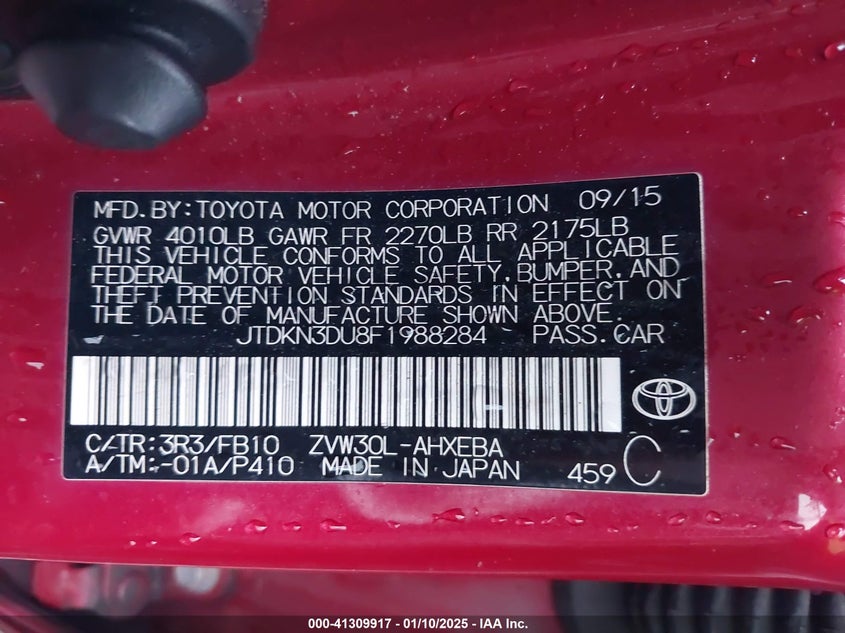 MFD. BY: TOYOTA MOTOR CORPORATION 09/15
GVWR 4010LB GAWR FR 2270LB RR 2175LB
THIS VEHICLE CONFORMS TO ALL APPLICABLE
FEDERAL MOTOR VEHICLE SAFETY, BUMPER, AND
THEFT PREVENTION STANDARDS IN EFFECT ON
THE DATE OF MANUFACTURE SHOWN ABOVE.
JTDKN3DU8F1988284 PASS. CAR
C/TR: 3R3/FB10 ZVW30L-AHXEBA
A/TM: -01A/P410 MADE IN JAPAN 459 C
000-41309917 - 01/10/2025 - IAA Inc.